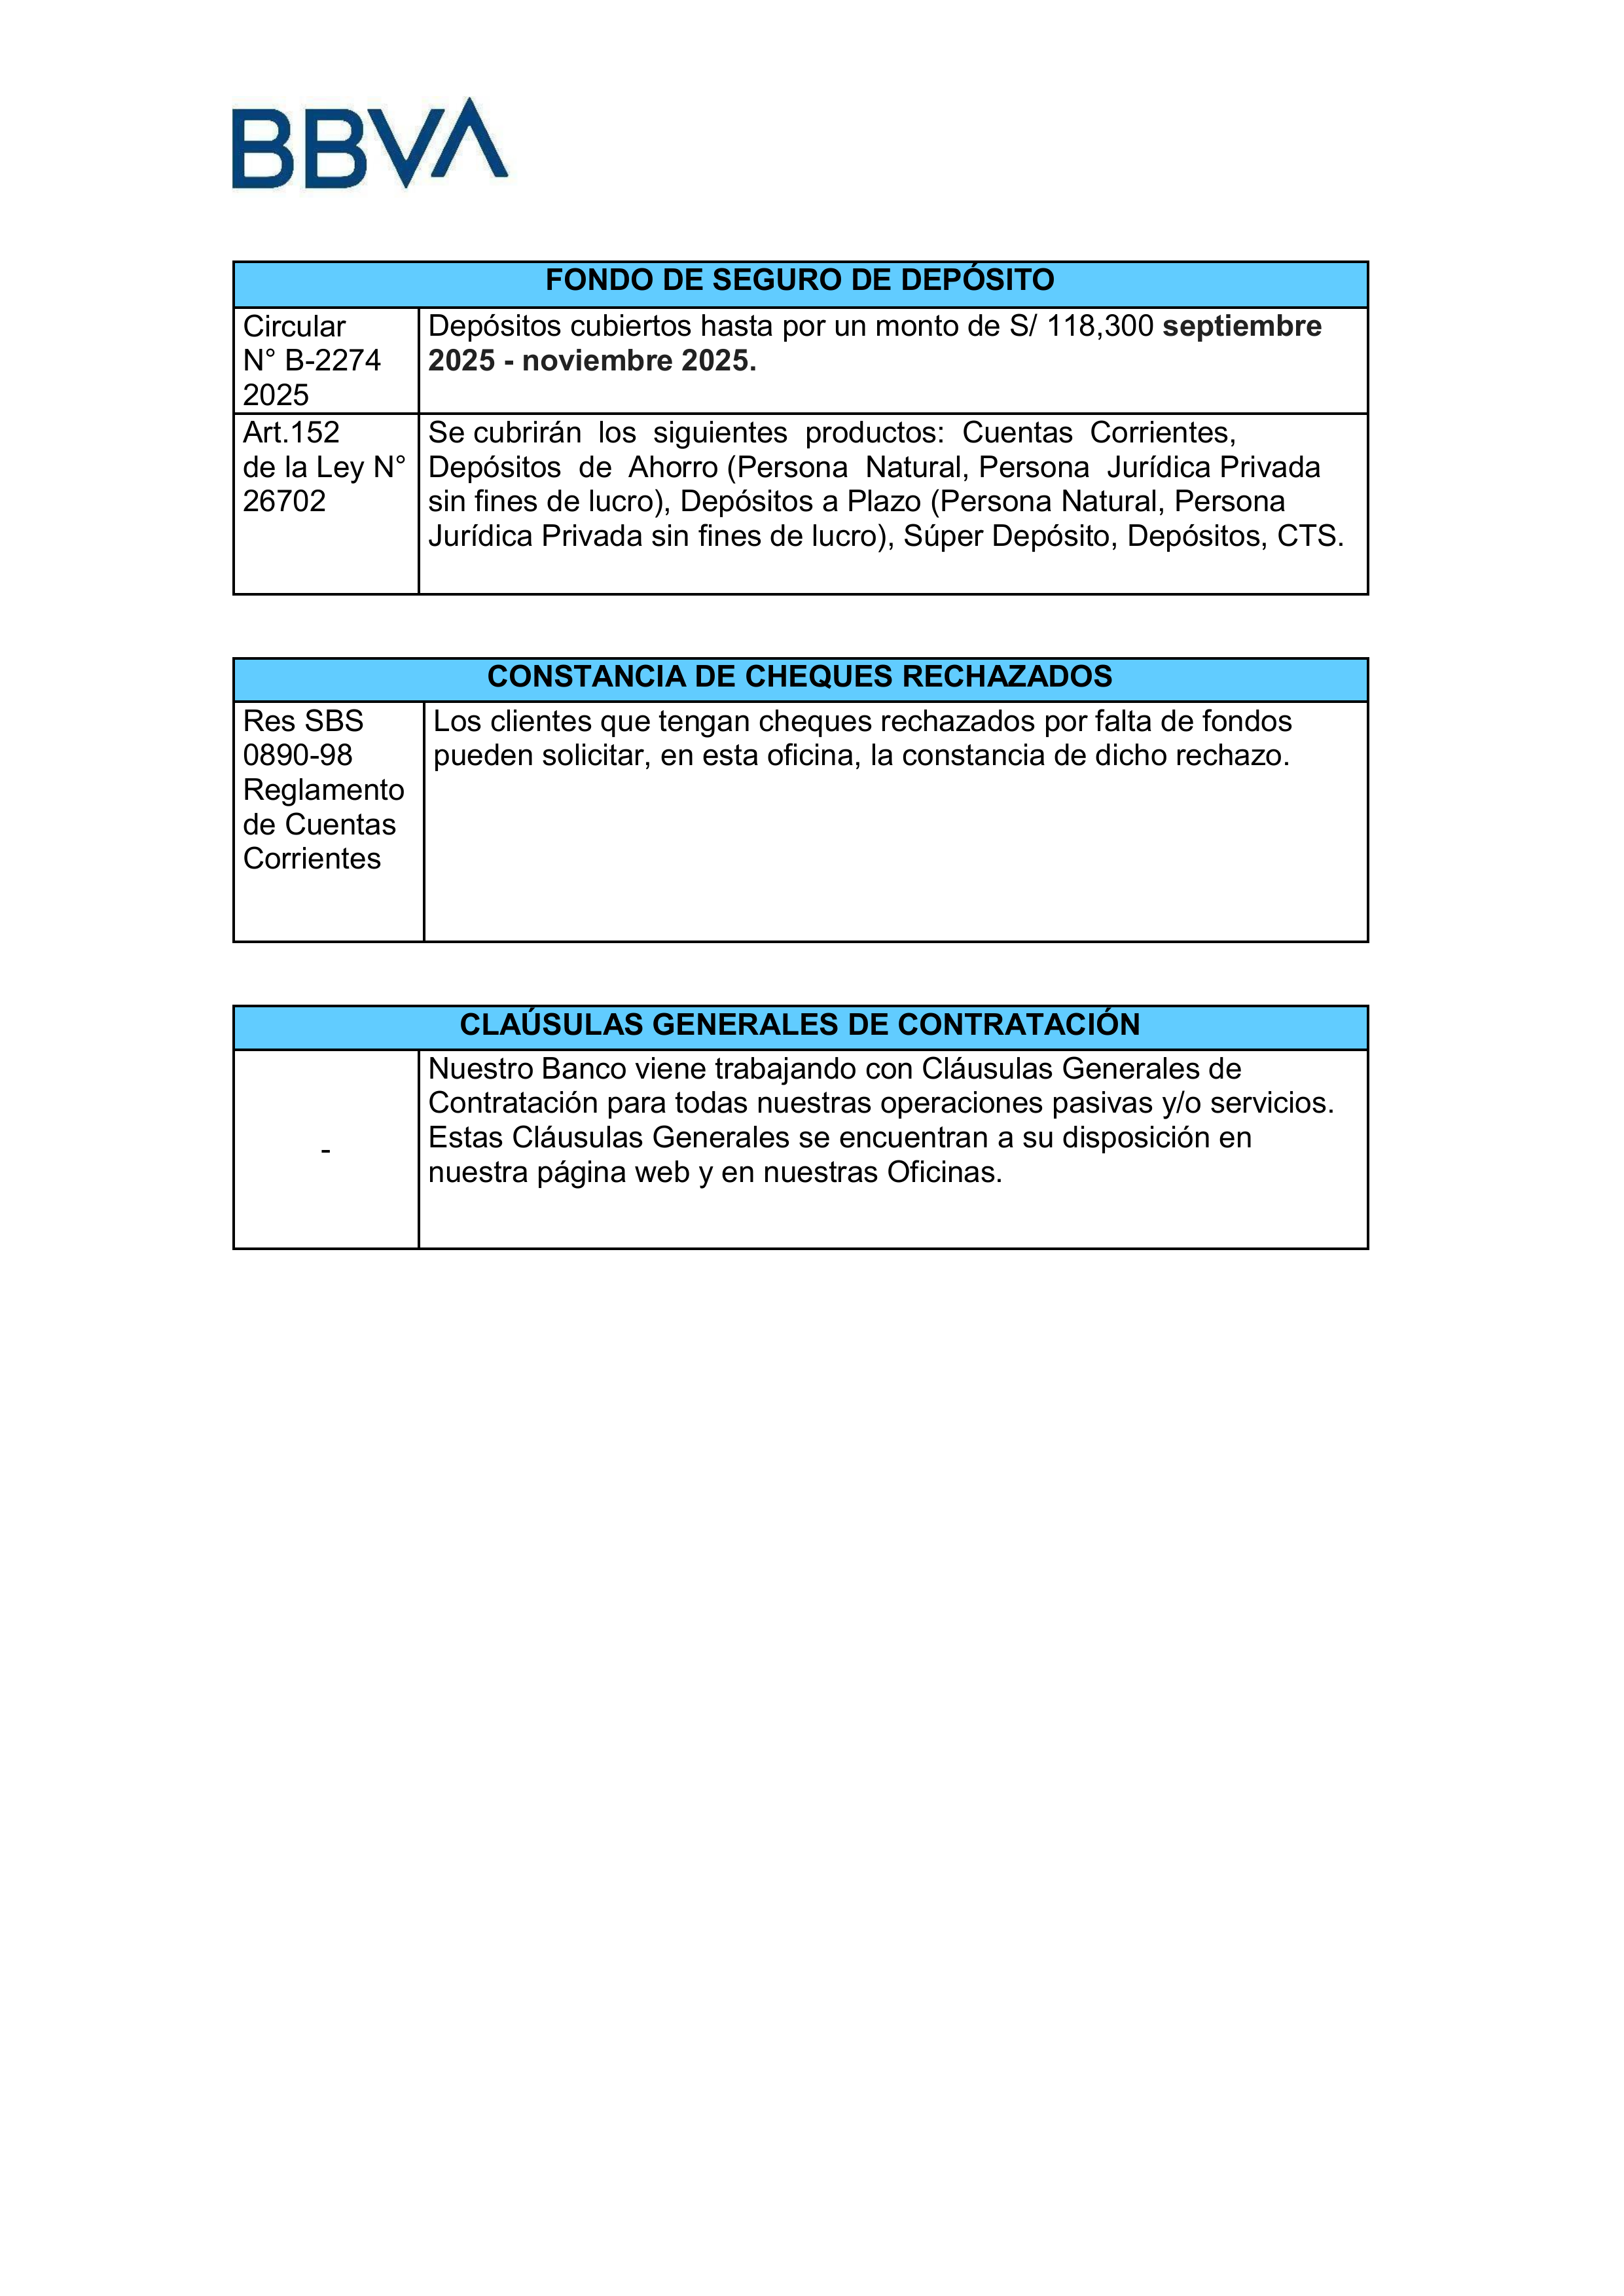 BBVA
FONDO DE SEGURO DE DEPÓSITO
Circular
N° B-2274
2025
Depósitos cubiertos hasta por un monto de S/ 118,300 septiembre
2025 - noviembre 2025.
Art.152
de la Ley N°
26702
Se cubrirán los siguientes productos: Cuentas Corrientes,
Depósitos de Ahorro (Persona Natural, Persona Jurídica Privada
sin fines de lucro), Depósitos a Plazo (Persona Natural, Persona
Jurídica Privada sin fines de lucro), Súper Depósito, Depósitos, CTS.
CONSTANCIA DE CHEQUES RECHAZADOS
Res SBS
0890-98
Reglamento
de Cuentas
Corrientes
Los clientes que tengan cheques rechazados por falta de fondos
pueden solicitar, en esta oficina, la constancia de dicho rechazo.
CLAÚSULAS GENERALES DE CONTRATACIÓN
-
Nuestro Banco viene trabajando con Cláusulas Generales de
Contratación para todas nuestras operaciones pasivas y/o servicios.
Estas Cláusulas Generales se encuentran a su disposición en
nuestra página web y en nuestras Oficinas.